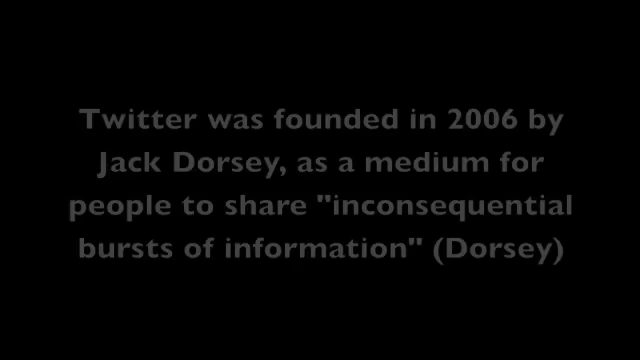 Twitter was founded in 2006 by
Jack Dorsey, as a medium for
people to share "inconsequential
bursts of information" (Dorsey)